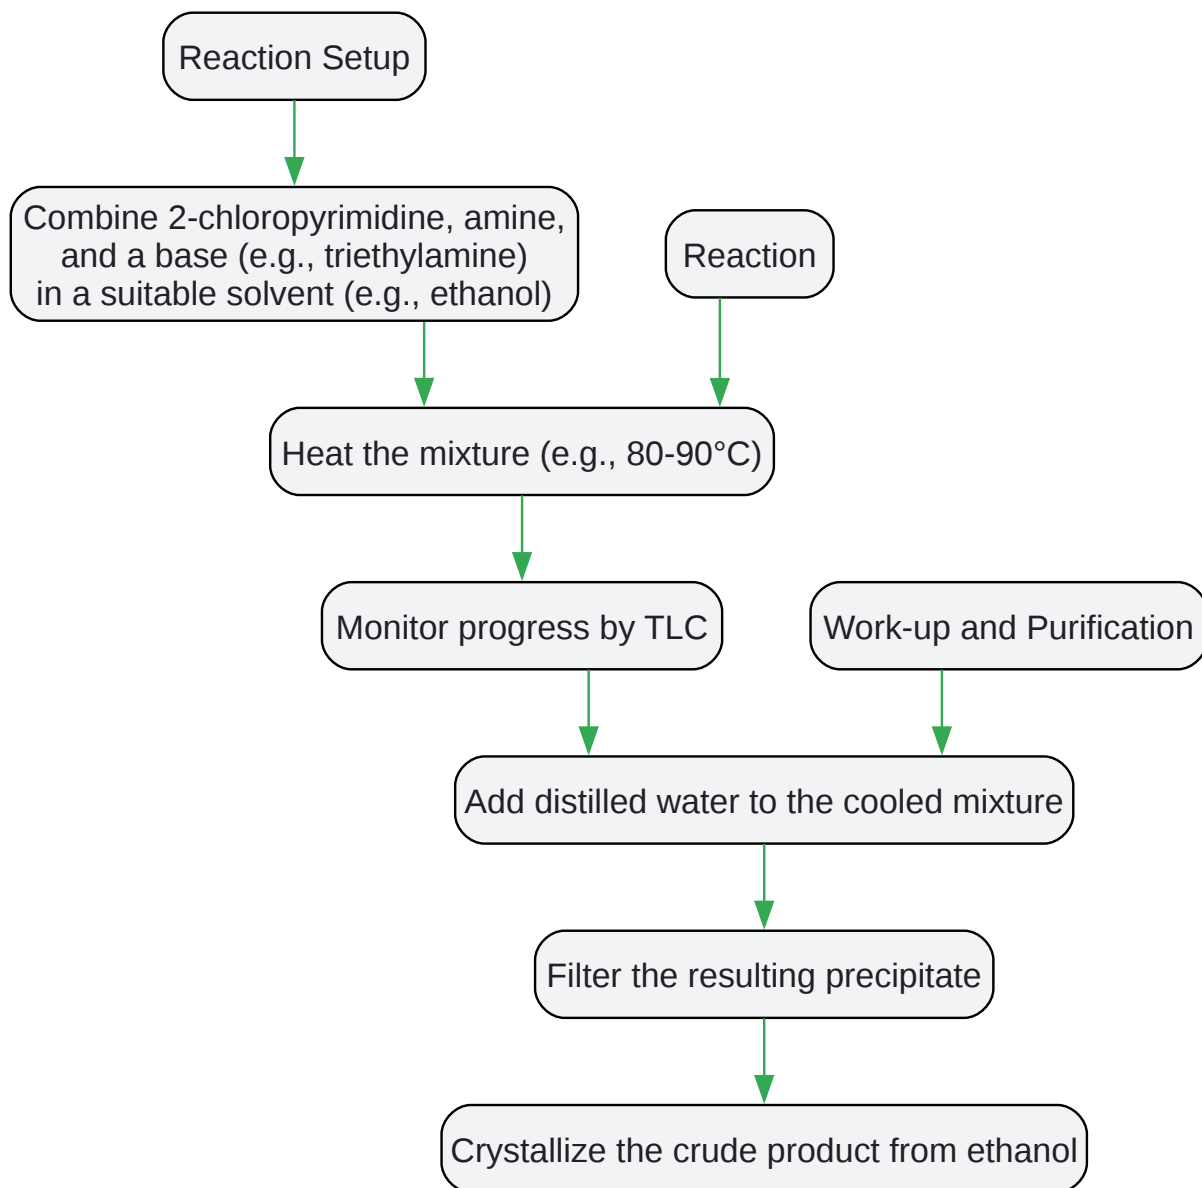 Reaction Setup
Combine 2-chloropyrimidine, amine,
and a base (e.g., triethylamine)
in a suitable solvent (e.g., ethanol)
Reaction
Heat the mixture (e.g., 80-90°C)
Monitor progress by TLC
Work-up and Purification
Add distilled water to the cooled mixture
Filter the resulting precipitate
Crystallize the crude product from ethanol